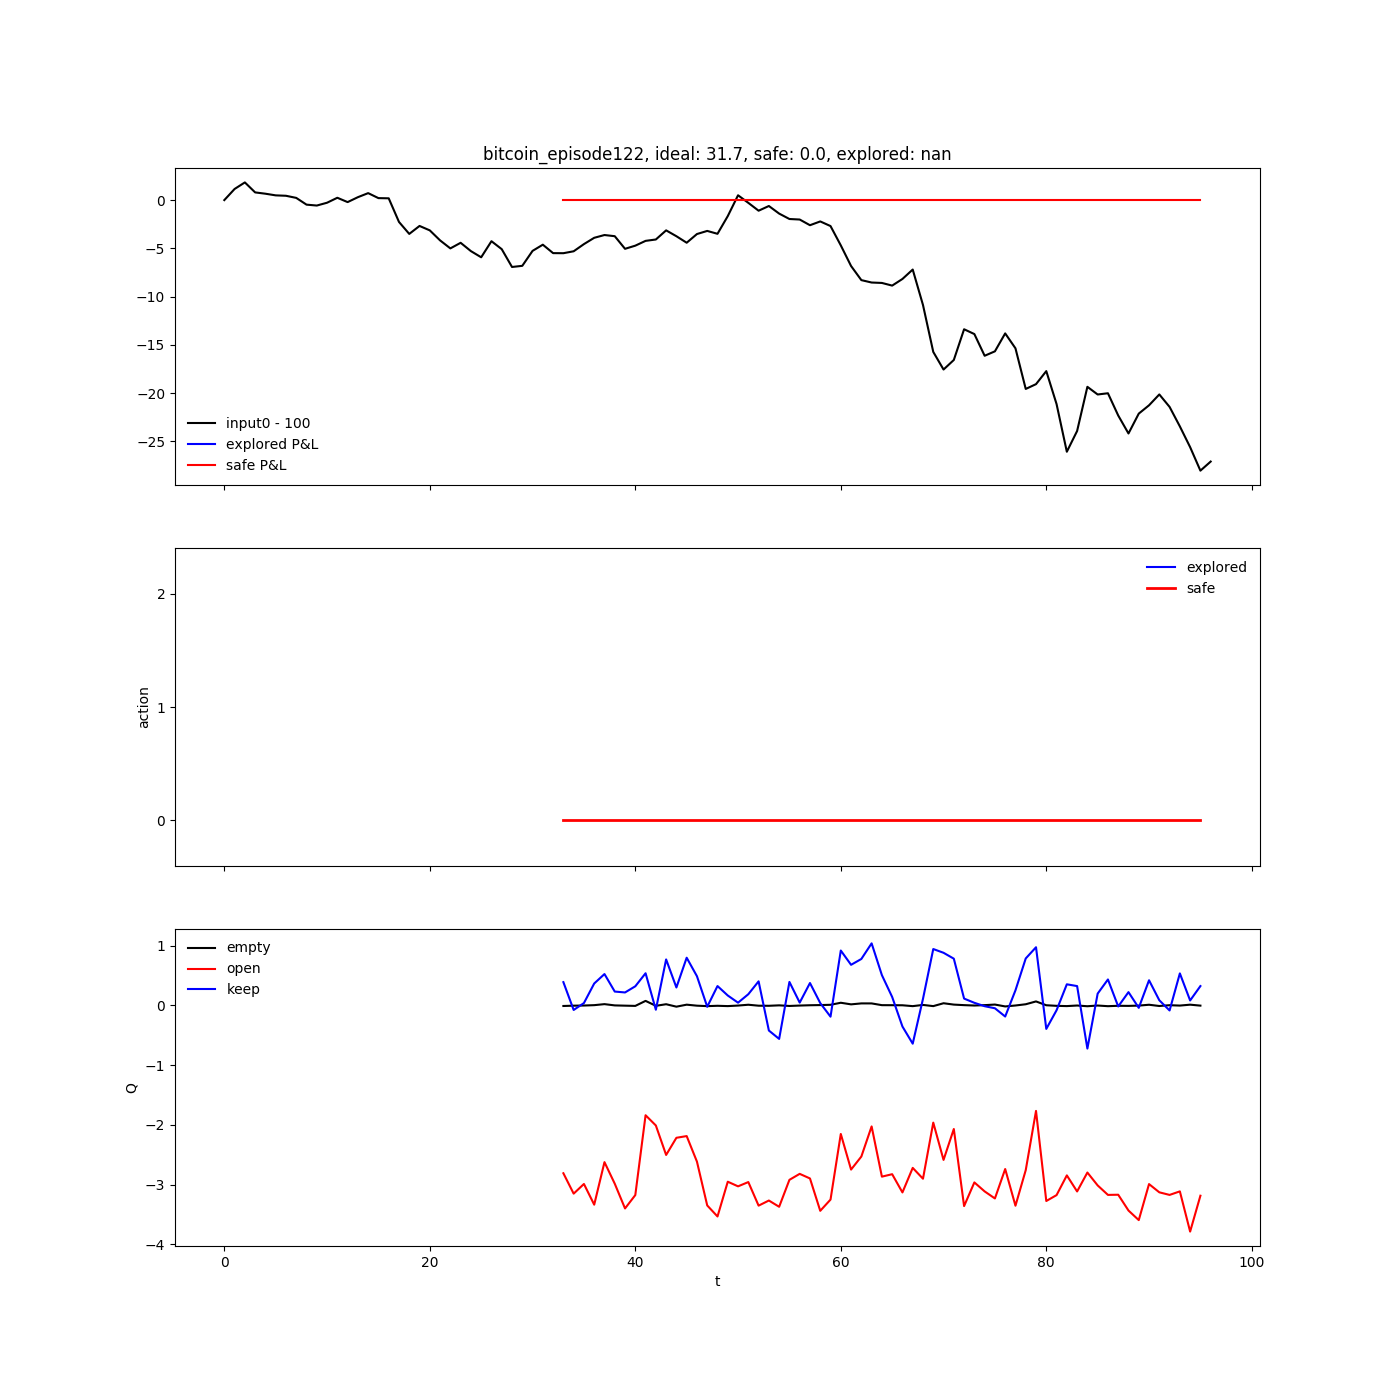 bitcoin_episode122, ideal: 31.7, safe: 0.0, explored: nan
0
−5
−10
−15
−20
−25
input0 - 100
explored P&L
safe P&L
action
2
1
0
explored
safe
Q
1
0
−1
−2
−3
−4
empty
open
keep
0 20 40 60 80 100
t